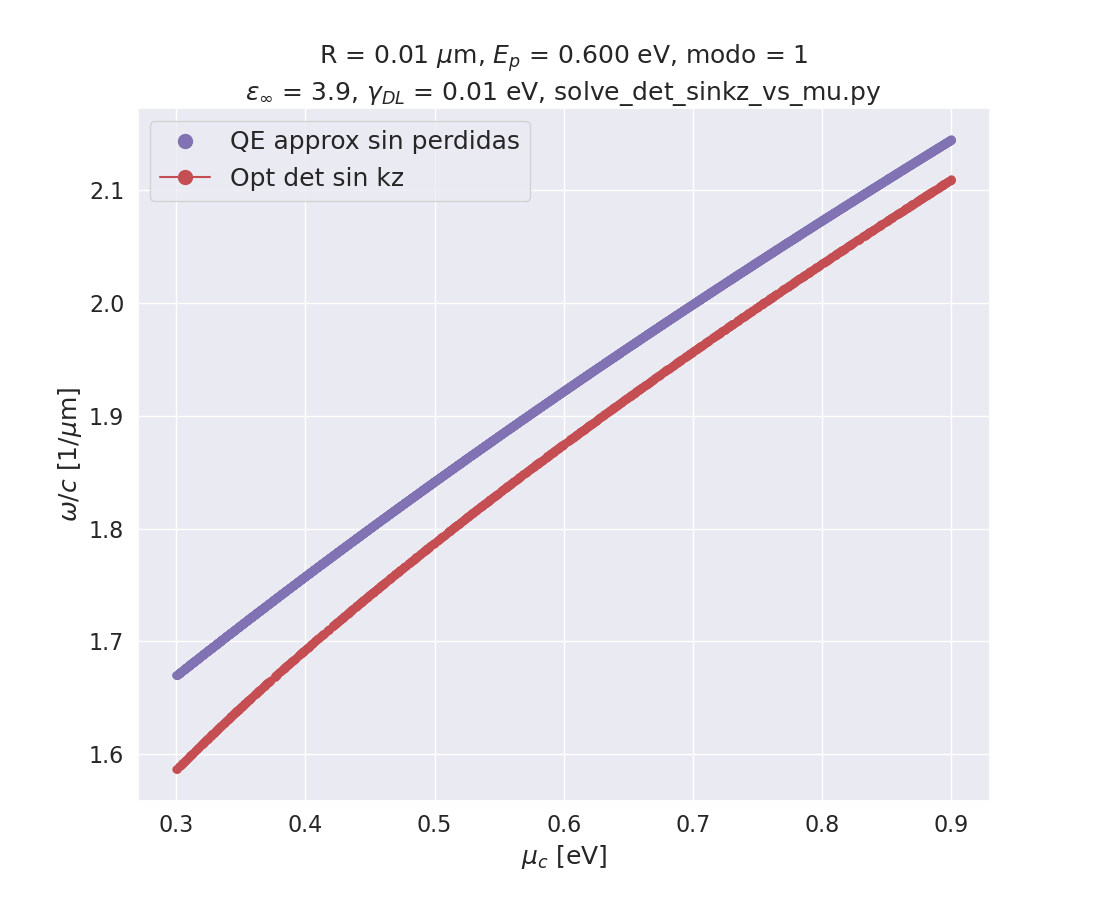 R = 0.01 μm, E_p = 0.600 eV, modo = 1
ε_∞ = 3.9, γ_DL = 0.01 eV, solve_det_sinkz_vs_mu.py
QE approx sin perdidas
Opt det sin kz
2.1
2.0
1.9
1.8
1.7
1.6
ω/c [1/μm]
0.3 0.4 0.5 0.6 0.7 0.8 0.9
μ_c [eV]